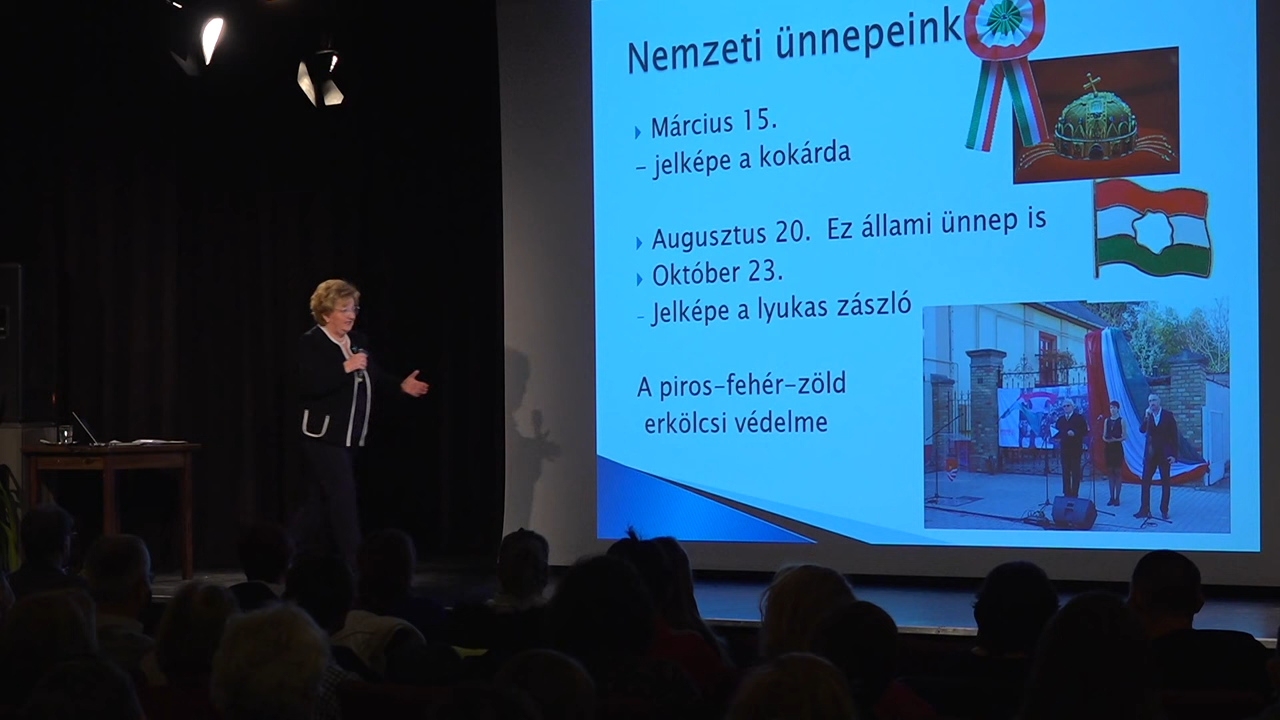 Nemzeti ünnepeink
Március 15.
– jelképe a kokárda
Augusztus 20. Ez állami ünnep is
Október 23.
- Jelképe a lyukas zászló
A piros-fehér-zöld
erkölcsi védelme